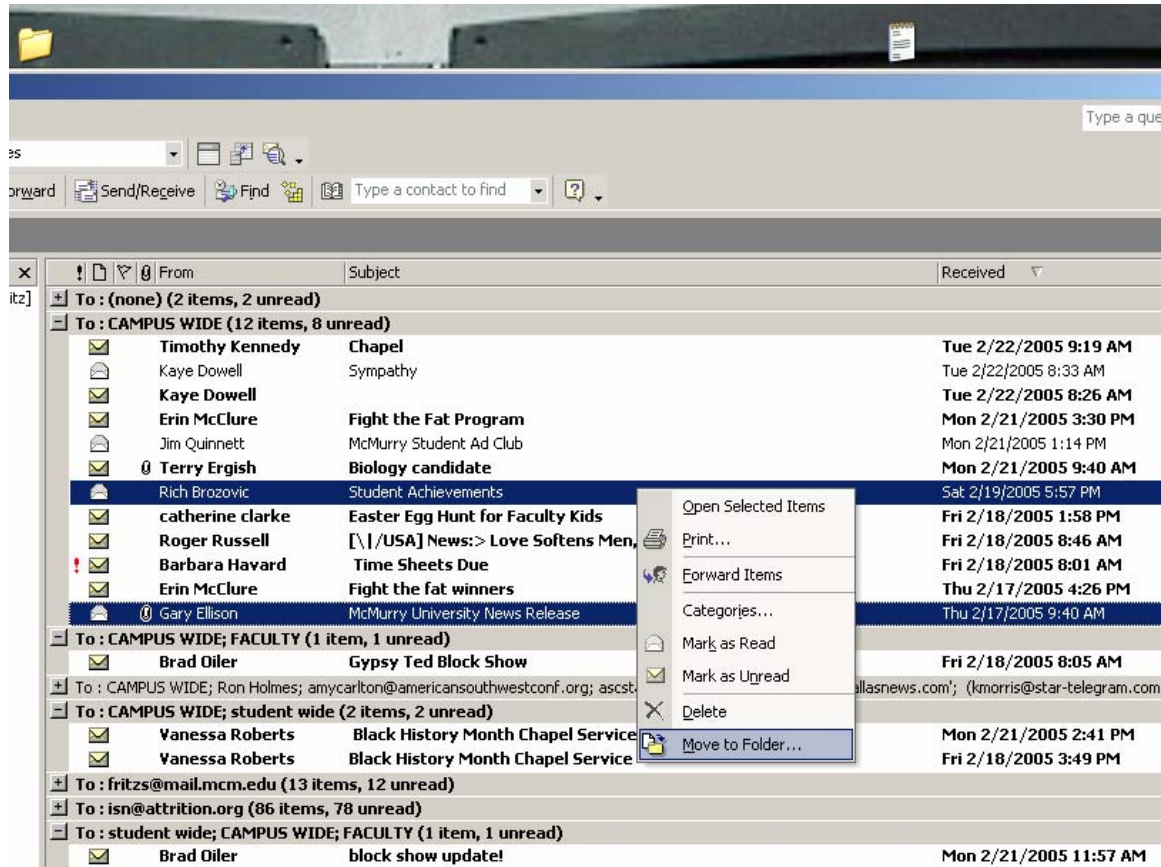 Type a que
es
orward Send/Receive Find Type a contact to find
! From Subject Received
itz] To : (none) (2 items, 2 unread)
To : CAMPUS WIDE (12 items, 8 unread)
Timothy Kennedy Chapel Tue 2/22/2005 9:19 AM
Kaye Dowell Sympathy Tue 2/22/2005 8:33 AM
Kaye Dowell Tue 2/22/2005 8:26 AM
Erin McClure Fight the Fat Program Mon 2/21/2005 3:30 PM
Jim Quinnett McMurry Student Ad Club Mon 2/21/2005 1:14 PM
Terry Ergish Biology candidate Mon 2/21/2005 9:40 AM
Rich Brozovic Student Achievements Sat 2/19/2005 5:57 PM
catherine clarke Easter Egg Hunt for Faculty Kids Fri 2/18/2005 1:58 PM
Roger Russell [\|/USA] News:> Love Softens Men, Fri 2/18/2005 8:46 AM
! Barbara Havard Time Sheets Due Fri 2/18/2005 8:01 AM
Erin McClure Fight the fat winners Thu 2/17/2005 4:26 PM
Gary Ellison McMurry University News Release Thu 2/17/2005 9:40 AM
To : CAMPUS WIDE; FACULTY (1 item, 1 unread)
Brad Oiler Gypsy Ted Block Show Fri 2/18/2005 8:05 AM
To : CAMPUS WIDE; Ron Holmes; amycarlton@americansouthwestconf.org; ascst allasnews.com'; (kmorris@star-telegram.com
To : CAMPUS WIDE; student wide (2 items, 2 unread)
Vanessa Roberts Black History Month Chapel Service Mon 2/21/2005 2:41 PM
Vanessa Roberts Black History Month Chapel Service Fri 2/18/2005 3:49 PM
To : fritzs@mail.mcm.edu (13 items, 12 unread)
To : isn@attrition.org (86 items, 78 unread)
To : student wide; CAMPUS WIDE; FACULTY (1 item, 1 unread)
Brad Oiler block show update! Mon 2/21/2005 11:57 AM
Open Selected Items
Print...
Forward Items
Categories...
Mark as Read
Mark as Unread
Delete
Move to Folder...